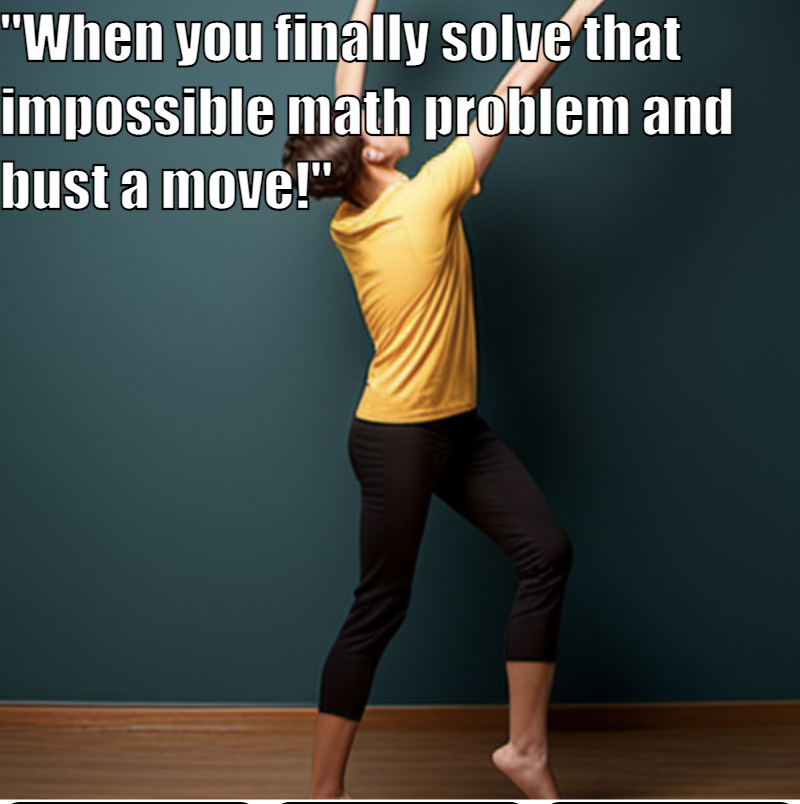 "When you finally solve that
impossible math problem and
bust a move!"